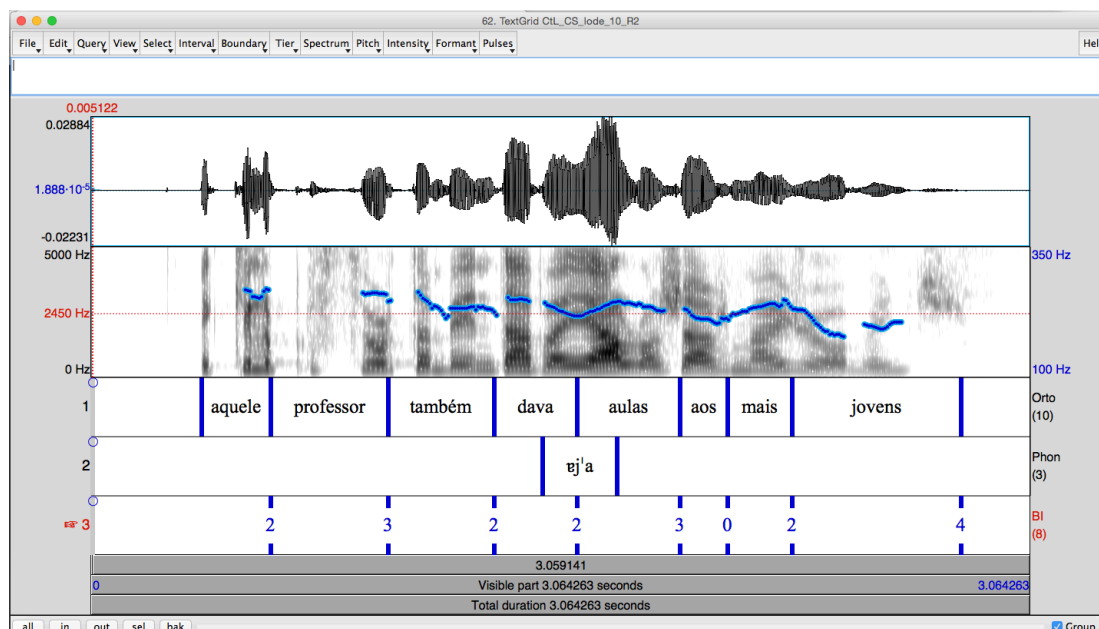 62. TextGrid CtL_CS_Iode_10_R2
File Edit Query View Select Interval Boundary Tier Spectrum Pitch Intensity Formant Pulses Hel
0.005122
0.02884
1.888·10⁻⁵
-0.02231
5000 Hz 350 Hz
2450 Hz
0 Hz 100 Hz
1 aquele professor também dava aulas aos mais jovens Orto (10)
2 ɐjˈa Phon (3)
3 2 3 2 2 3 0 2 4 BI (8)
3.059141
0 Visible part 3.064263 seconds 3.064263
Total duration 3.064263 seconds
all in out sel bak Group